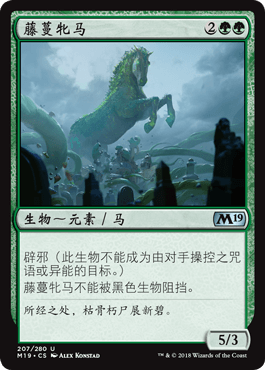 藤蔓牝马 2
生物～元素 / 马 M19
辟邪（此生物不能成为由对手操控之咒
语或异能的目标。）
藤蔓牝马不能被黑色生物阻挡。
所经之处，枯骨朽尸展新碧。
5/3
207/280 U
M19 • CS ALEX KONSTAD ™ & © 2018 Wizards of the Coast